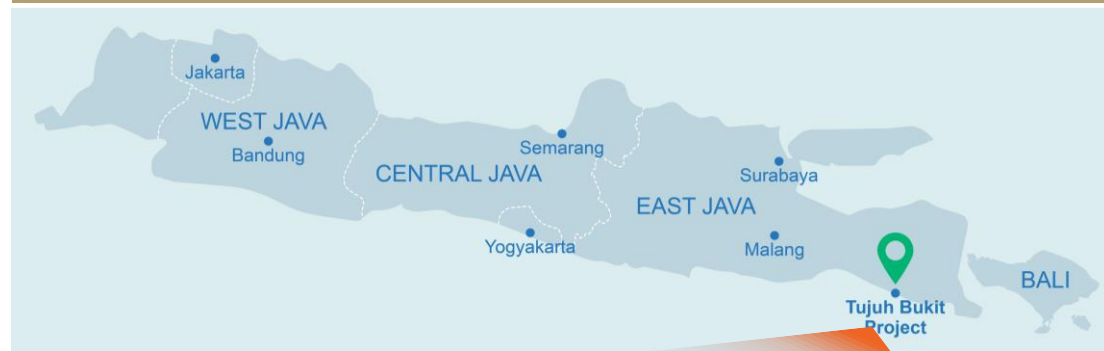 Jakarta
WEST JAVA
Bandung
Semarang
CENTRAL JAVA
Surabaya
EAST JAVA
Yogyakarta
Malang
BALI
Tujuh Bukit
Project